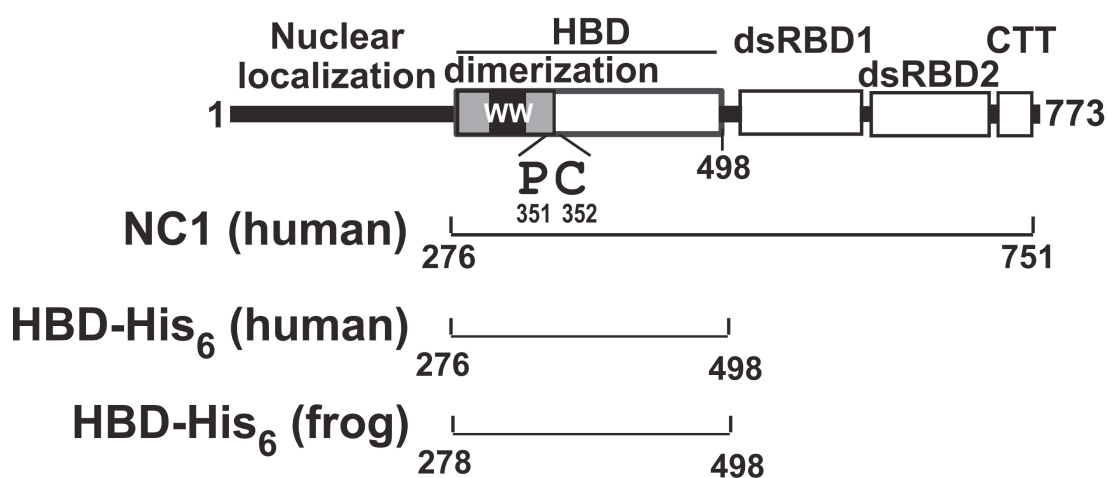 Nuclear
localization
HBD
dimerization
dsRBD1
dsRBD2
CTT
1
WW
773
PC
351 352
498
NC1 (human)
276
751
HBD-His6 (human)
276
498
HBD-His6 (frog)
278
498